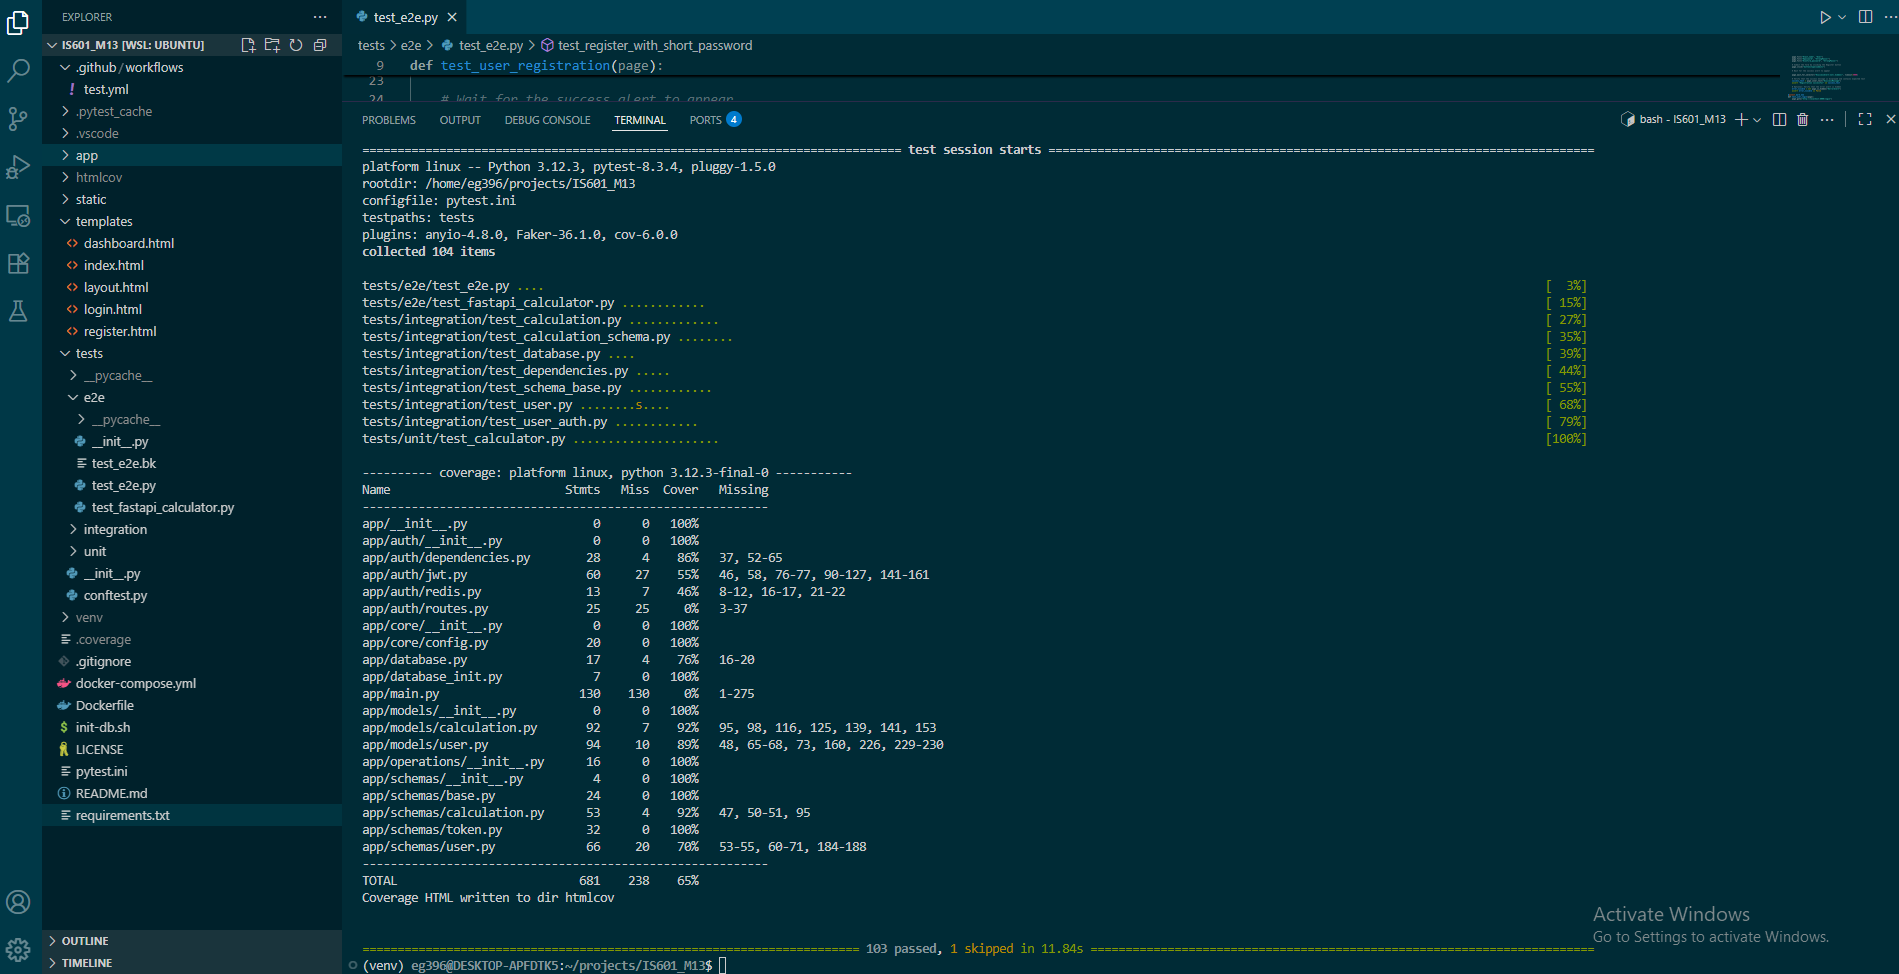 EXPLORER
IS601_M13 [WSL: UBUNTU]
.github/workflows
test.yml
.pytest_cache
.vscode
app
htmlcov
static
templates
dashboard.html
index.html
layout.html
login.html
register.html
tests
__pycache__
e2e
__pycache__
__init__.py
test_e2e.bk
test_e2e.py
test_fastapi_calculator.py
integration
unit
__init__.py
conftest.py
venv
.coverage
.gitignore
docker-compose.yml
Dockerfile
init-db.sh
LICENSE
pytest.ini
README.md
requirements.txt
OUTLINE
TIMELINE
test_e2e.py
tests > e2e > test_e2e.py > test_register_with_short_password
9 def test_user_registration(page):
23
24 # Wait for the success alert to appear
PROBLEMS OUTPUT DEBUG CONSOLE TERMINAL PORTS 4
bash - IS601_M13
============================================================================= test session starts ==============================================================================
platform linux -- Python 3.12.3, pytest-8.3.4, pluggy-1.5.0
rootdir: /home/eg396/projects/IS601_M13
configfile: pytest.ini
testpaths: tests
plugins: anyio-4.8.0, Faker-36.1.0, cov-6.0.0
collected 104 items
tests/e2e/test_e2e.py .... [  3%]
tests/e2e/test_fastapi_calculator.py ............ [ 15%]
tests/integration/test_calculation.py ............. [ 27%]
tests/integration/test_calculation_schema.py ........ [ 35%]
tests/integration/test_database.py .... [ 39%]
tests/integration/test_dependencies.py ..... [ 44%]
tests/integration/test_schema_base.py ............ [ 55%]
tests/integration/test_user.py ........s.... [ 68%]
tests/integration/test_user_auth.py ............ [ 79%]
tests/unit/test_calculator.py ..................... [100%]
---------- coverage: platform linux, python 3.12.3-final-0 -----------
Name Stmts Miss Cover Missing
----------------------------------------------------------
app/__init__.py 0 0 100%
app/auth/__init__.py 0 0 100%
app/auth/dependencies.py 28 4 86% 37, 52-65
app/auth/jwt.py 60 27 55% 46, 58, 76-77, 90-127, 141-161
app/auth/redis.py 13 7 46% 8-12, 16-17, 21-22
app/auth/routes.py 25 25 0% 3-37
app/core/__init__.py 0 0 100%
app/core/config.py 20 0 100%
app/database.py 17 4 76% 16-20
app/database_init.py 7 0 100%
app/main.py 130 130 0% 1-275
app/models/__init__.py 0 0 100%
app/models/calculation.py 92 7 92% 95, 98, 116, 125, 139, 141, 153
app/models/user.py 94 10 89% 48, 65-68, 73, 160, 226, 229-230
app/operations/__init__.py 16 0 100%
app/schemas/__init__.py 4 0 100%
app/schemas/base.py 24 0 100%
app/schemas/calculation.py 53 4 92% 47, 50-51, 95
app/schemas/token.py 32 0 100%
app/schemas/user.py 66 20 70% 53-55, 60-71, 184-188
----------------------------------------------------------
TOTAL 681 238 65%
Coverage HTML written to dir htmlcov
======================================================================= 103 passed, 1 skipped in 11.84s ========================================================================
(venv) eg396@DESKTOP-APFDTK5:~/projects/IS601_M13$
Activate Windows
Go to Settings to activate Windows.